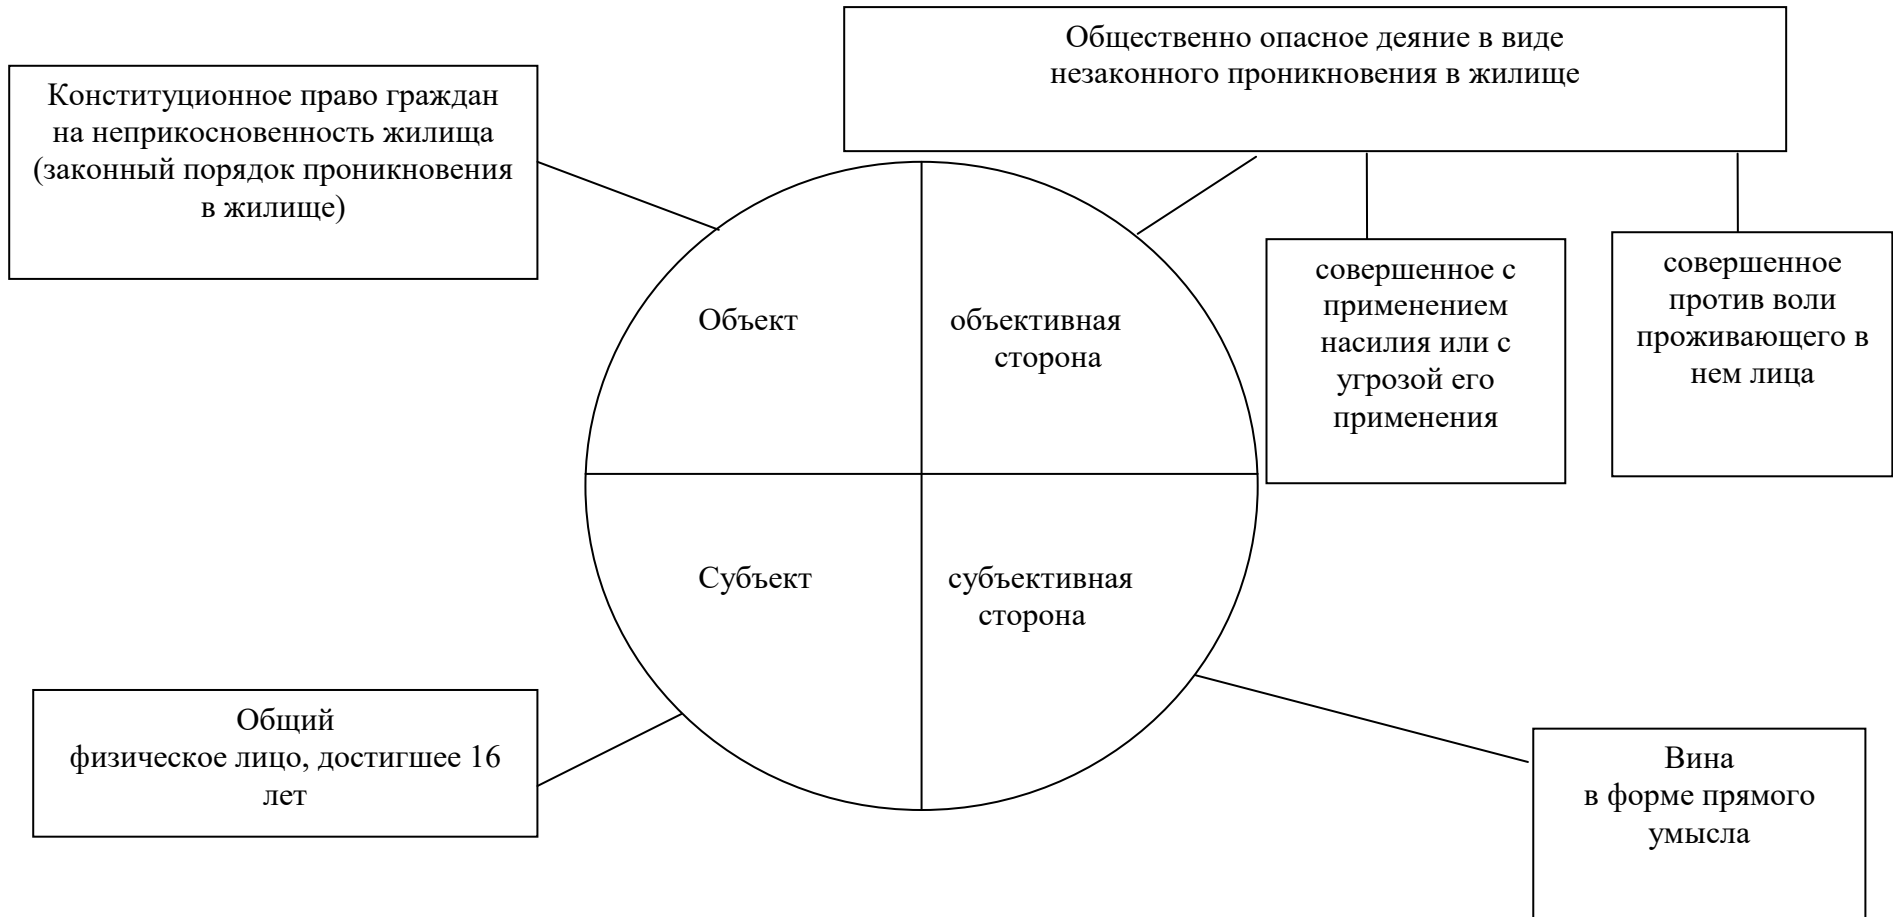 Общественно опасное деяние в виде
незаконного проникновения в жилище
Конституционное право граждан
на неприкосновенность жилища
(законный порядок проникновения
в жилище)
совершенное с
применением
насилия или с
угрозой его
применения
совершенное
против воли
проживающего в
нем лица
Объект
объективная
сторона
Субъект
субъективная
сторона
Общий
физическое лицо, достигшее 16
лет
Вина
в форме прямого
умысла